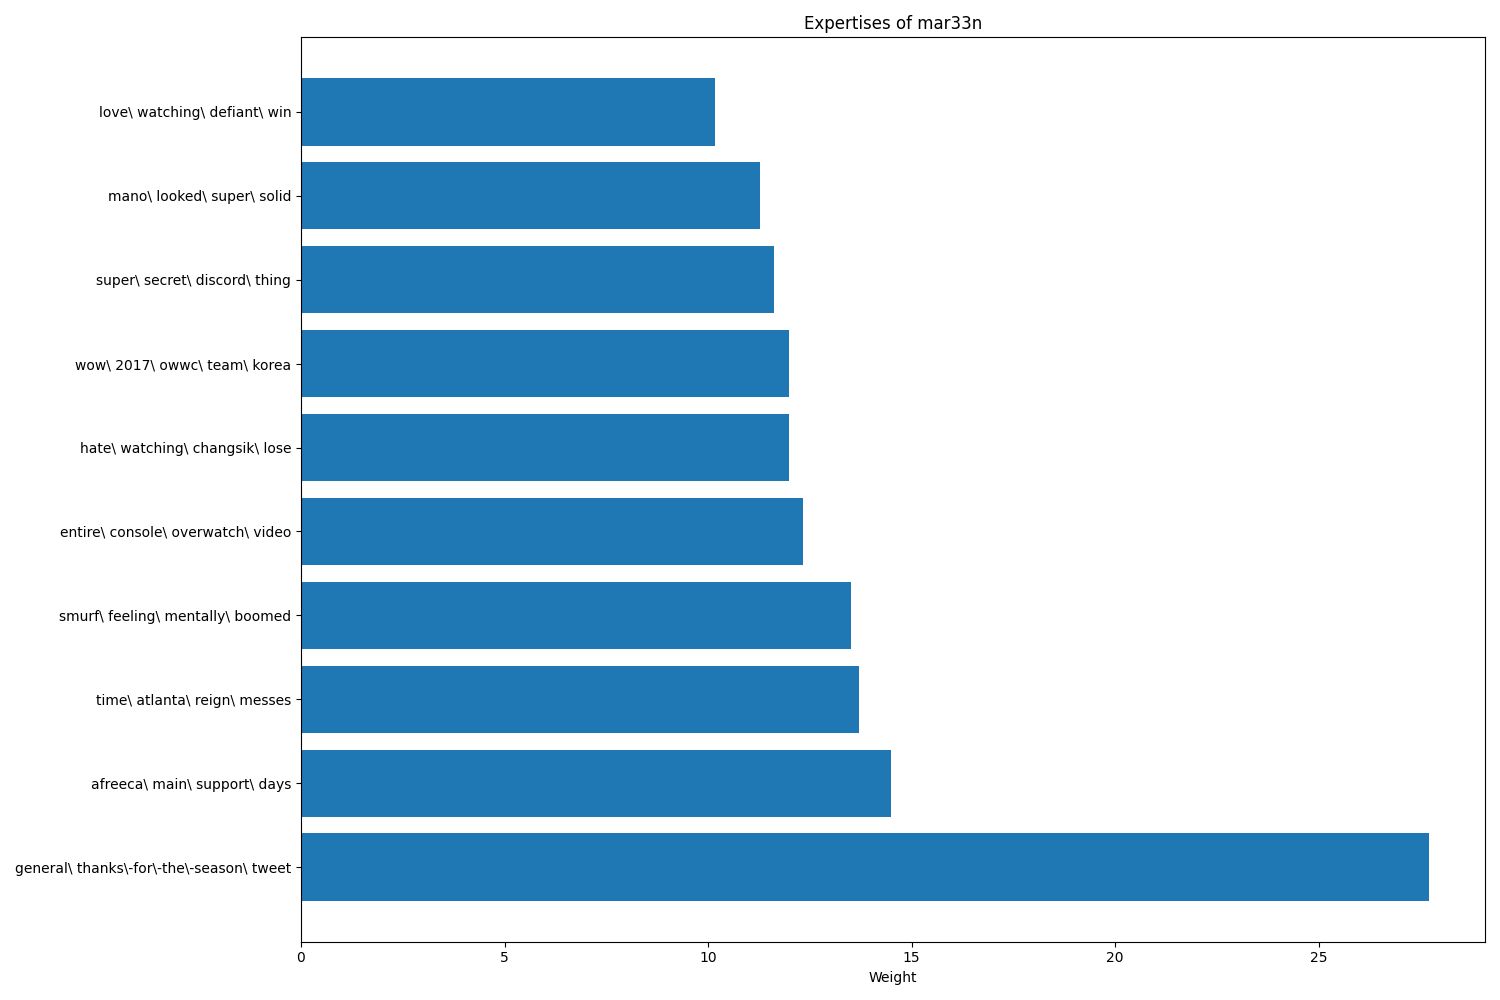 Expertises of mar33n
love\ watching\ defiant\ win
mano\ looked\ super\ solid
super\ secret\ discord\ thing
wow\ 2017\ owwc\ team\ korea
hate\ watching\ changsik\ lose
entire\ console\ overwatch\ video
smurf\ feeling\ mentally\ boomed
time\ atlanta\ reign\ messes
afreeca\ main\ support\ days
general\ thanks\-for\-the\-season\ tweet
0 5 10 15 20 25
Weight